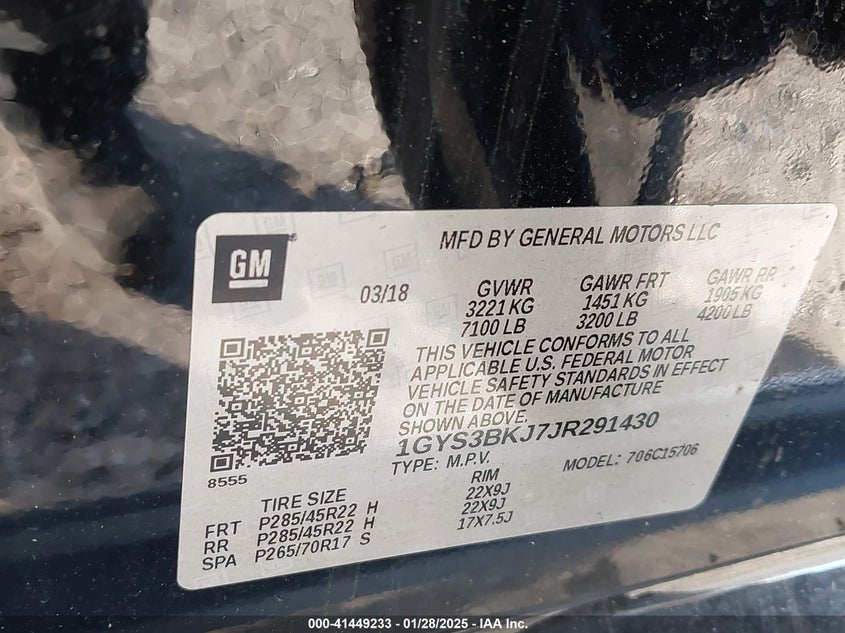 GM
MFD BY GENERAL MOTORS LLC
03/18
GVWR GAWR FRT GAWR RR
3221 KG 1451 KG 1905 KG
7100 LB 3200 LB 4200 LB
THIS VEHICLE CONFORMS TO ALL
APPLICABLE U.S. FEDERAL MOTOR
VEHICLE SAFETY STANDARDS IN EFFECT
ON THE DATE OF MANUFACTURE
SHOWN ABOVE.
1GYS3BKJ7JR291430
TYPE: M.P.V. MODEL: 706C15706
8555
TIRE SIZE RIM
FRT P285/45R22 H 22X9J
RR P285/45R22 H 22X9J
SPA P265/70R17 S 17X7.5J
000-41449233 - 01/28/2025 - IAA Inc.